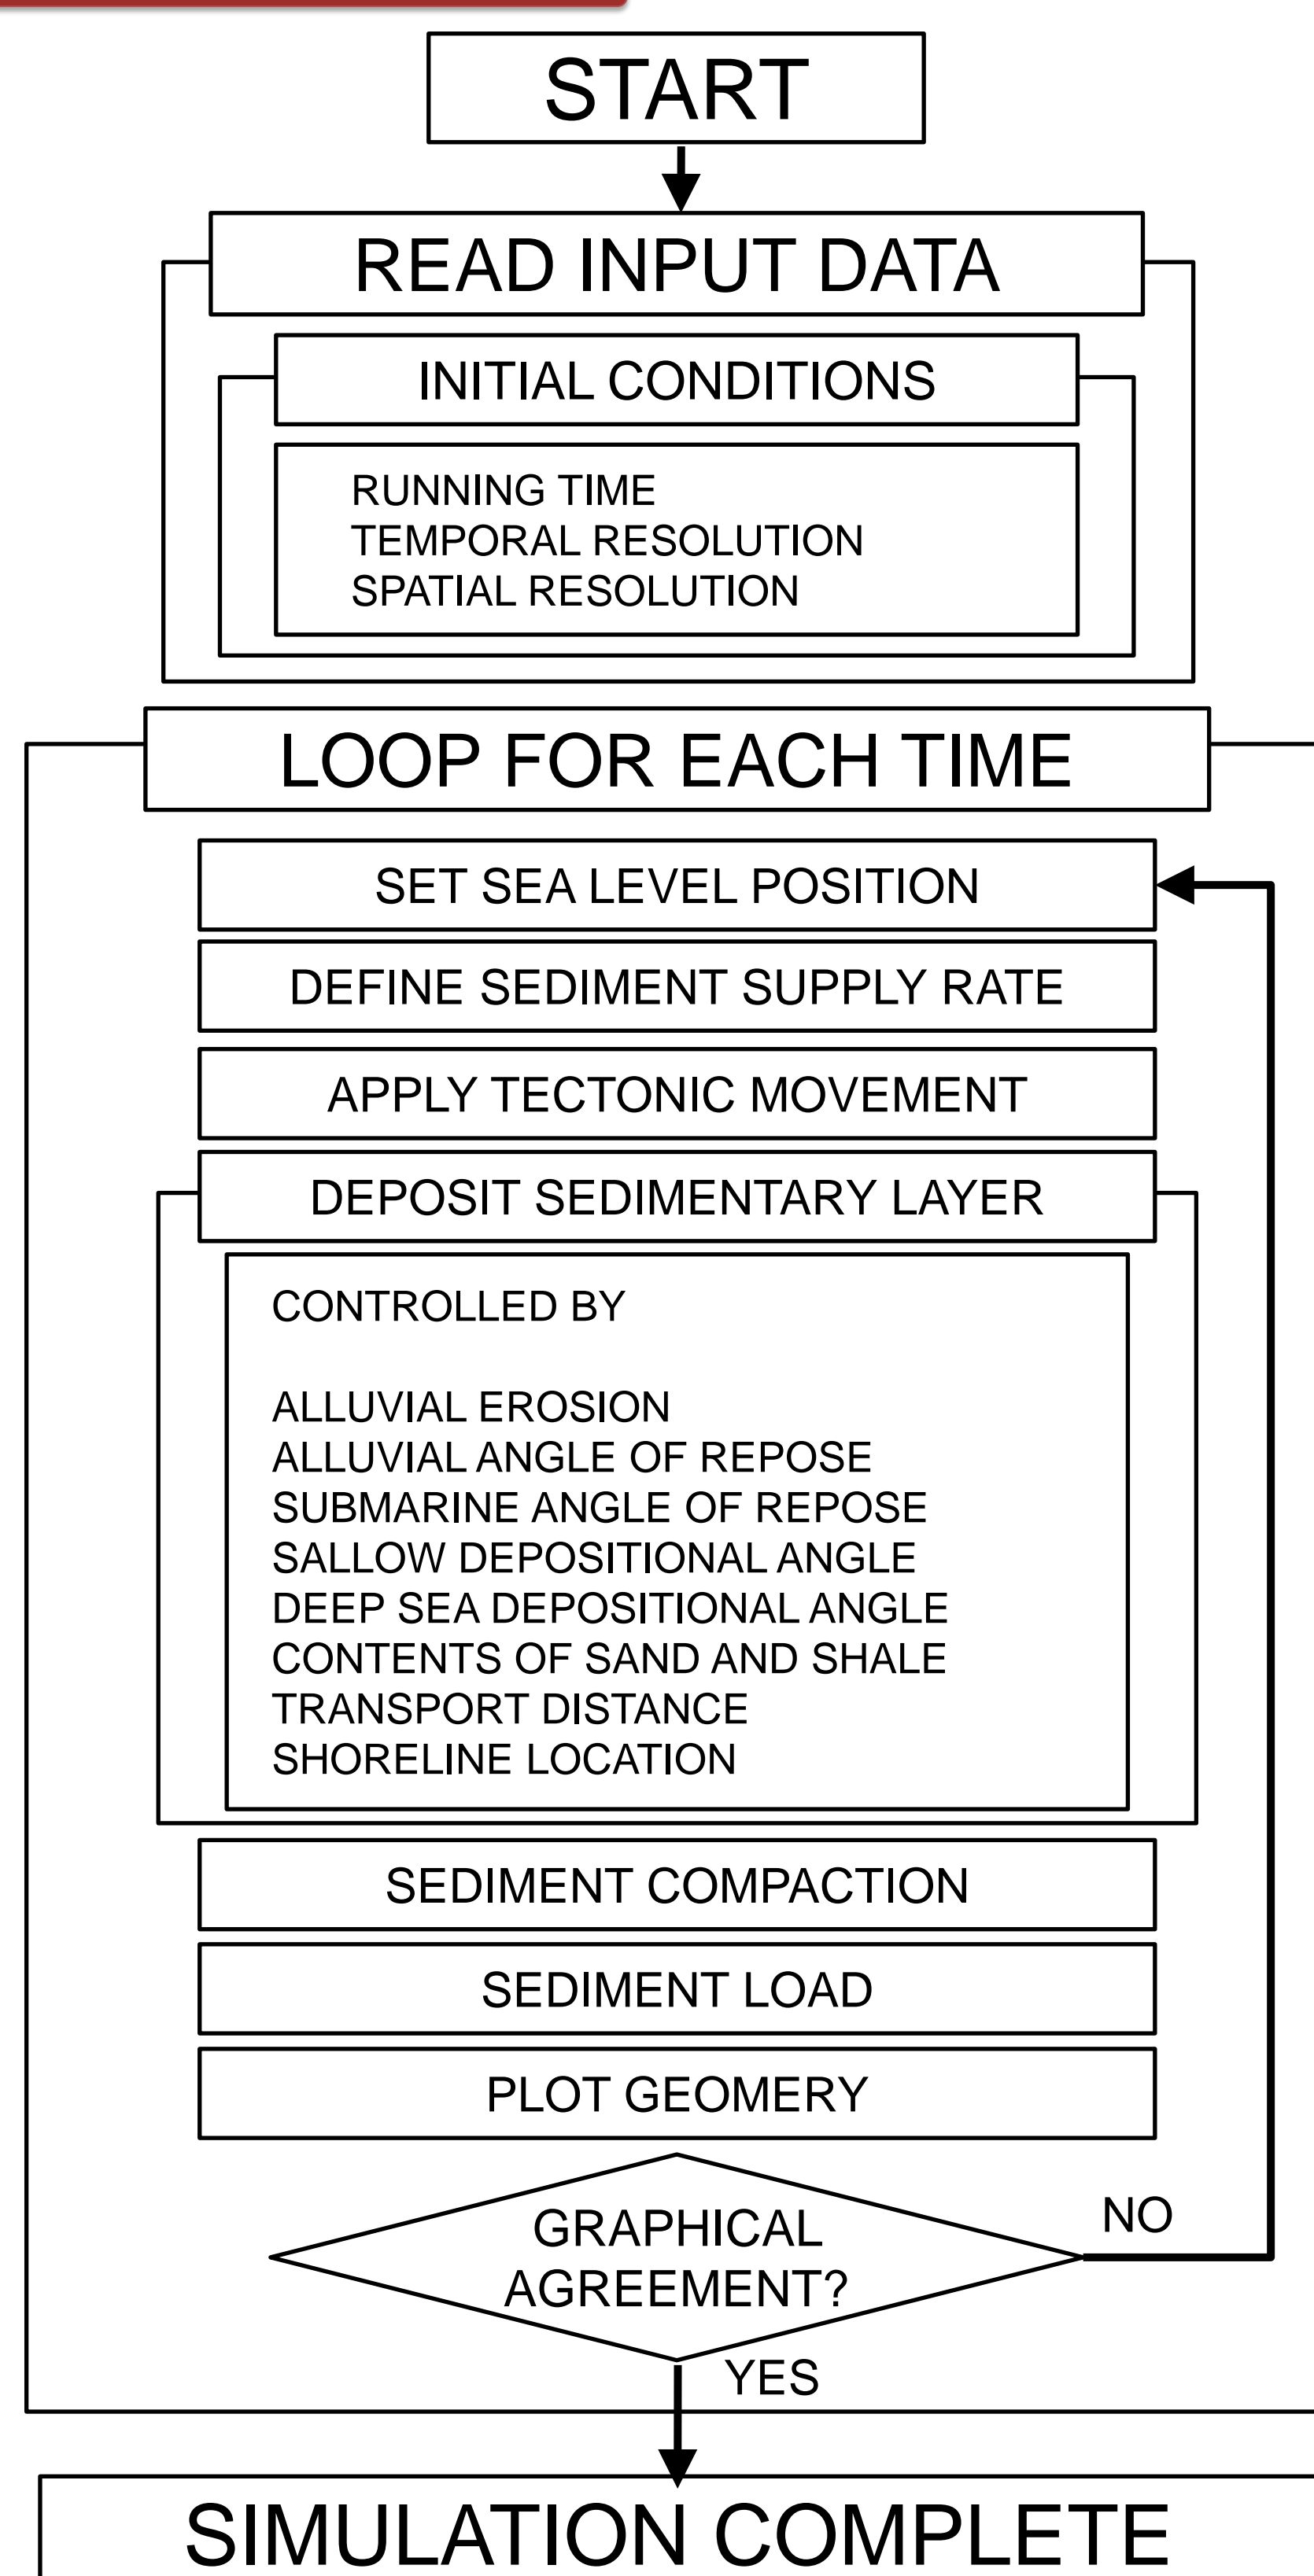 START
READ INPUT DATA
INITIAL CONDITIONS
RUNNING TIME
TEMPORAL RESOLUTION
SPATIAL RESOLUTION
LOOP FOR EACH TIME
SET SEA LEVEL POSITION
DEFINE SEDIMENT SUPPLY RATE
APPLY TECTONIC MOVEMENT
DEPOSIT SEDIMENTARY LAYER
CONTROLLED BY
ALLUVIAL EROSION
ALLUVIAL ANGLE OF REPOSE
SUBMARINE ANGLE OF REPOSE
SALLOW DEPOSITIONAL ANGLE
DEEP SEA DEPOSITIONAL ANGLE
CONTENTS OF SAND AND SHALE
TRANSPORT DISTANCE
SHORELINE LOCATION
SEDIMENT COMPACTION
SEDIMENT LOAD
PLOT GEOMERY
GRAPHICAL
AGREEMENT?
NO
YES
SIMULATION COMPLETE